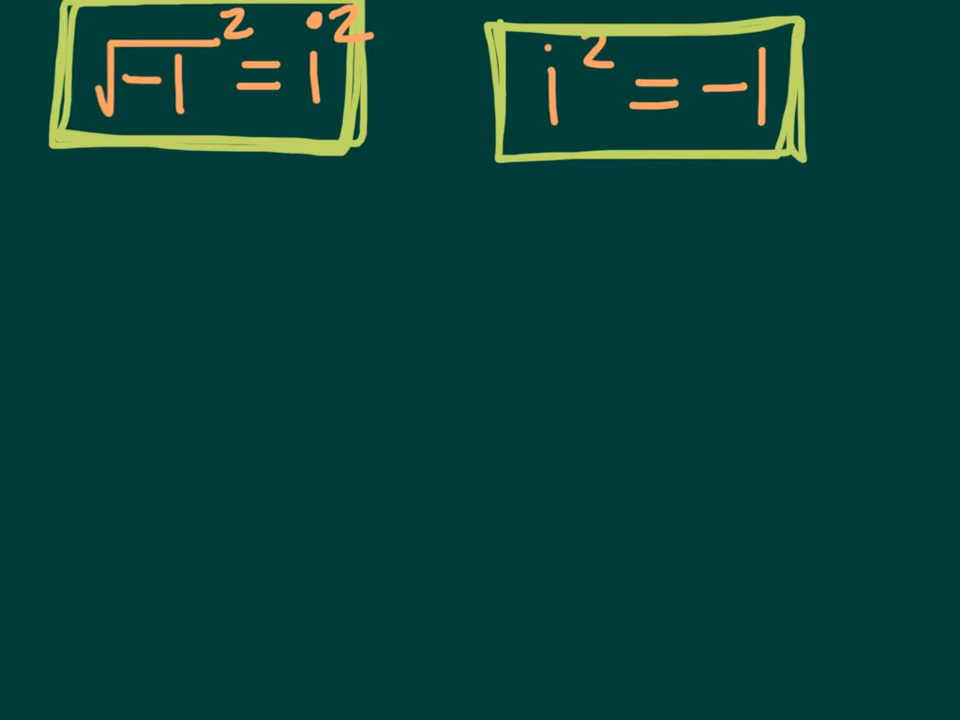 √-1² = i²
i² = -1